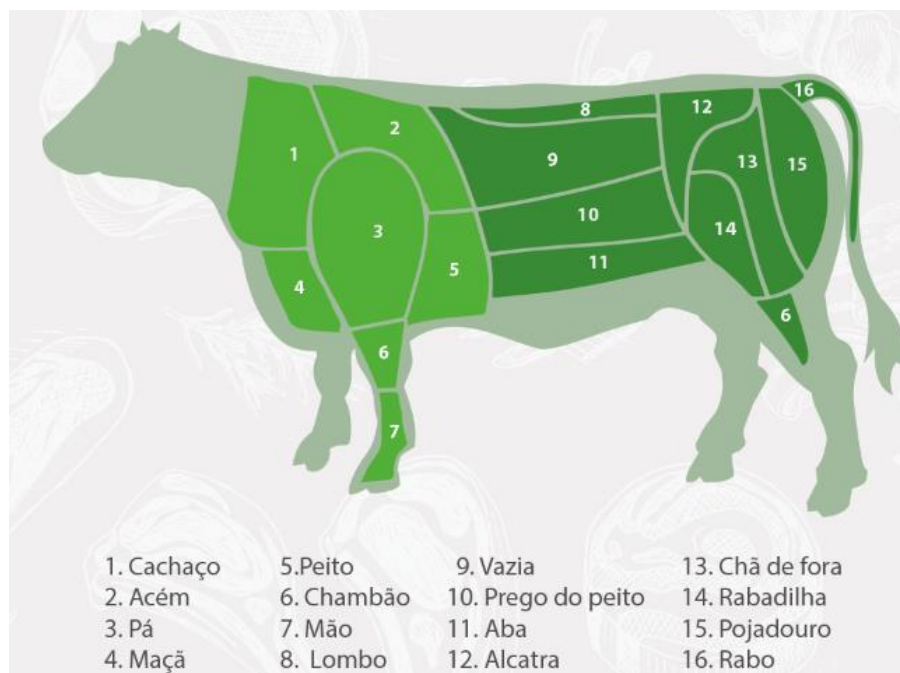 16
8
12
2
1
9
13
15
10
14
3
11
5
4
6
6
7
1. Cachaço
2. Acém
3. Pá
4. Maçã
5.Peito
6. Chambão
7. Mão
8. Lombo
9. Vazia
10. Prego do peito
11. Aba
12. Alcatra
13. Chã de fora
14. Rabadilha
15. Pojadouro
16. Rabo